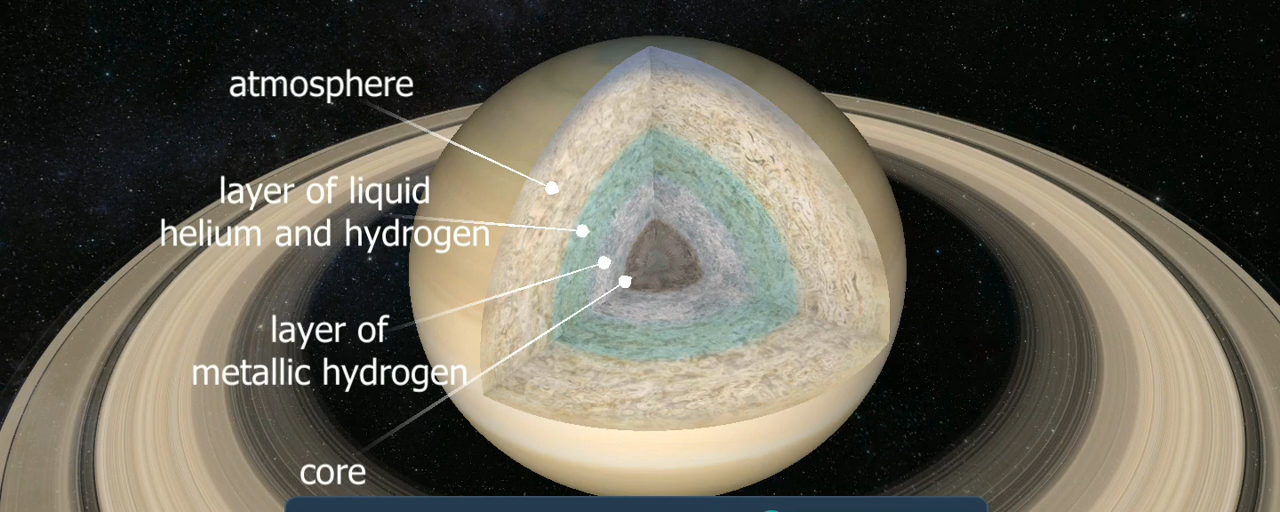 atmosphere
layer of liquid
helium and hydrogen
layer of
metallic hydrogen
core